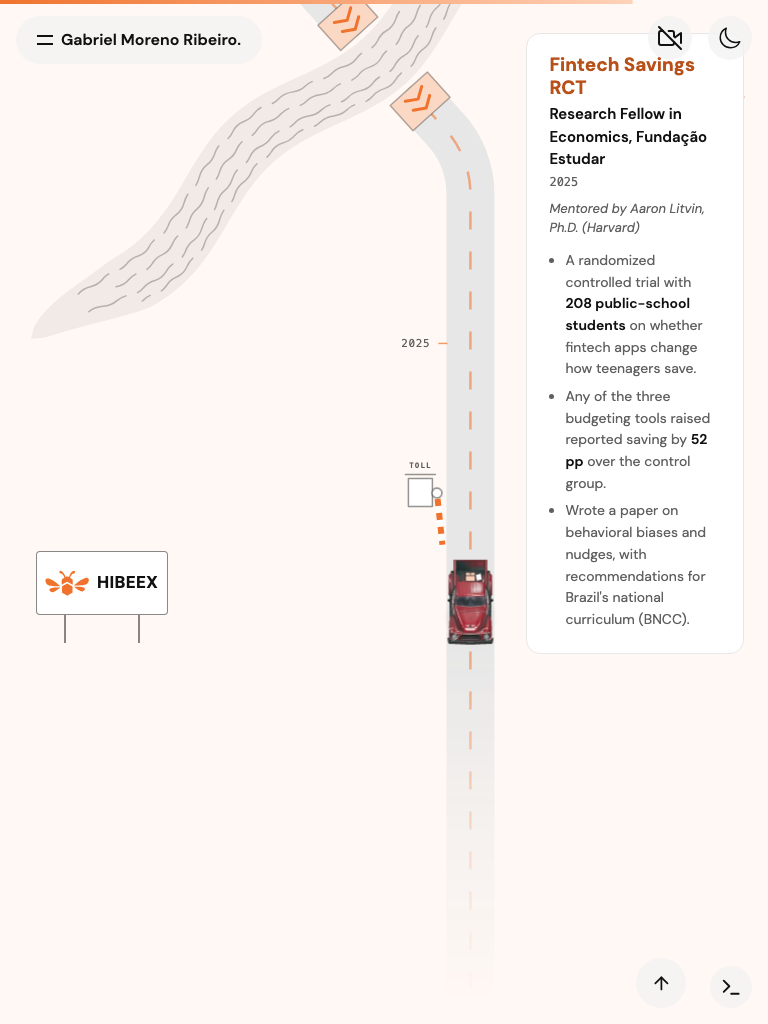 Gabriel Moreno Ribeiro.
Fintech Savings
RCT
Research Fellow in
Economics, Fundação
Estudar
2025
Mentored by Aaron Litvin,
Ph.D. (Harvard)
A randomized
controlled trial with
208 public-school
students on whether
fintech apps change
how teenagers save.
Any of the three
budgeting tools raised
reported saving by 52
pp over the control
group.
Wrote a paper on
behavioral biases and
nudges, with
recommendations for
Brazil's national
curriculum (BNCC).
2025
TOLL
HIBEEX